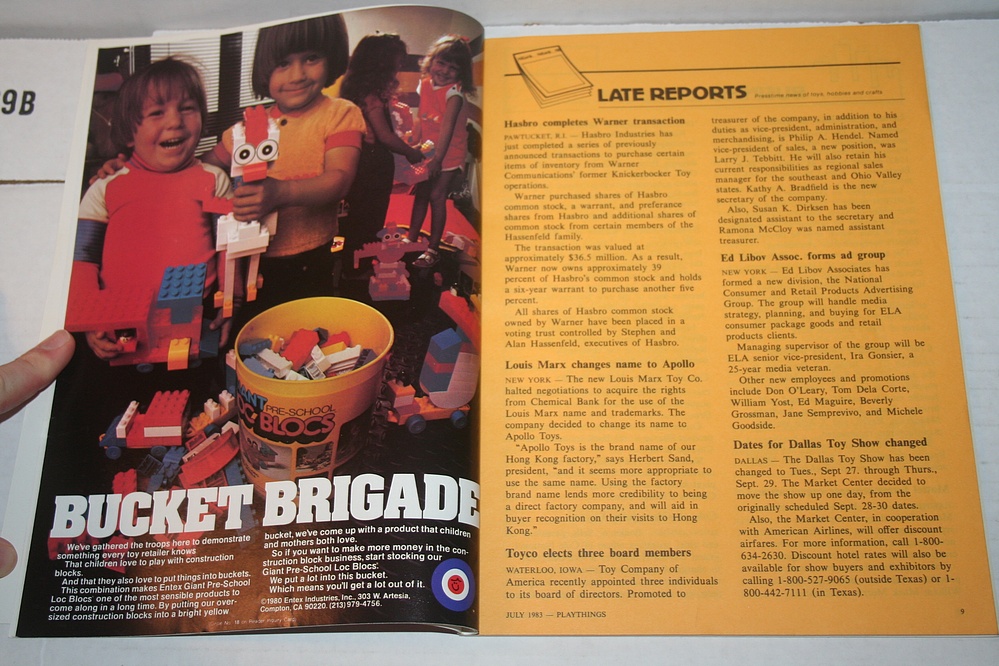 9B
GIANT PRE-SCHOOL
LOC BLOCS
BUCKET BRIGADE
We've gathered the troops here to demonstrate
something every toy retailer knows
That children love to play with construction
blocks.
And that they also love to put things into buckets.
This combination makes Entex Giant Pre-School
Loc Blocs one of the most sensible products to
come along in a long time. By putting our over-
sized construction blocks into a bright yellow
bucket, we've come up with a product that children
and mothers both love.
So if you want to make more money in the con-
struction block business, start stocking our
Giant Pre-School Loc Blocs.
We put a lot into this bucket.
Which means you'll get a lot out of it.
©1980 Entex Industries, Inc., 303 W. Artesia,
Compton, CA 90220. (213) 979-4756.
Circle No. 18 on Reader Inquiry Card
LATE REPORTS Presstime news of toys, hobbies and crafts
Hasbro completes Warner transaction
PAWTUCKET, R.I. — Hasbro Industries has
just completed a series of previously
announced transactions to purchase certain
items of inventory from Warner
Communications' former Knickerbocker Toy
operations.
Warner purchased shares of Hasbro
common stock, a warrant, and preferance
shares from Hasbro and additional shares of
common stock from certain members of the
Hassenfeld family.
The transaction was valued at
approximately $36.5 million. As a result,
Warner now owns approximately 39
percent of Hasbro's common stock and holds
a six-year warrant to purchase another five
percent.
All shares of Hasbro common stock
owned by Warner have been placed in a
voting trust controlled by Stephen and
Alan Hassenfeld, executives of Hasbro.
Louis Marx changes name to Apollo
NEW YORK — The new Louis Marx Toy Co.
halted negotiations to acquire the rights
from Chemical Bank for the use of the
Louis Marx name and trademarks. The
company decided to change its name to
Apollo Toys.
"Apollo Toys is the brand name of our
Hong Kong factory," says Herbert Sand,
president, "and it seems more appropriate to
use the same name. Using the factory
brand name lends more credibility to being
a direct factory company, and will aid in
buyer recognition on their visits to Hong
Kong."
Toyco elects three board members
WATERLOO, IOWA — Toy Company of
America recently appointed three individuals
to its board of directors. Promoted to
treasurer of the company, in addition to his
duties as vice-president, administration, and
merchandising, is Philip A. Hendel. Named
vice-president of sales, a new position, was
Larry J. Tebbitt. He will also retain his
current responsibilities as regional sales
manager for the southeast and Ohio Valley
states. Kathy A. Bradfield is the new
secretary of the company.
Also, Susan K. Dirksen has been
designated assistant to the secretary and
Ramona McCloy was named assistant
treasurer.
Ed Libov Assoc. forms ad group
NEW YORK — Ed Libov Associates has
formed a new division, the National
Consumer and Retail Products Advertising
Group. The group will handle media
strategy, planning, and buying for ELA
consumer package goods and retail
products clients.
Managing supervisor of the group will be
ELA senior vice-president, Ira Gonsier, a
25-year media veteran.
Other new employees and promotions
include Don O'Leary, Tom Dela Corte,
William Yost, Ed Maguire, Beverly
Grossman, Jane Semprevivo, and Michele
Goodside.
Dates for Dallas Toy Show changed
DALLAS — The Dallas Toy Show has been
changed to Tues., Sept 27. through Thurs.,
Sept. 29. The Market Center decided to
move the show up one day, from the
originally scheduled Sept. 28-30 dates.
Also, the Market Center, in cooperation
with American Airlines, will offer discount
airfares. For more information, call 1-800-
634-2630. Discount hotel rates will also be
available for show buyers and exhibitors by
calling 1-800-527-9065 (outside Texas) or 1-
800-442-7111 (in Texas).
JULY 1983 — PLAYTHINGS
9